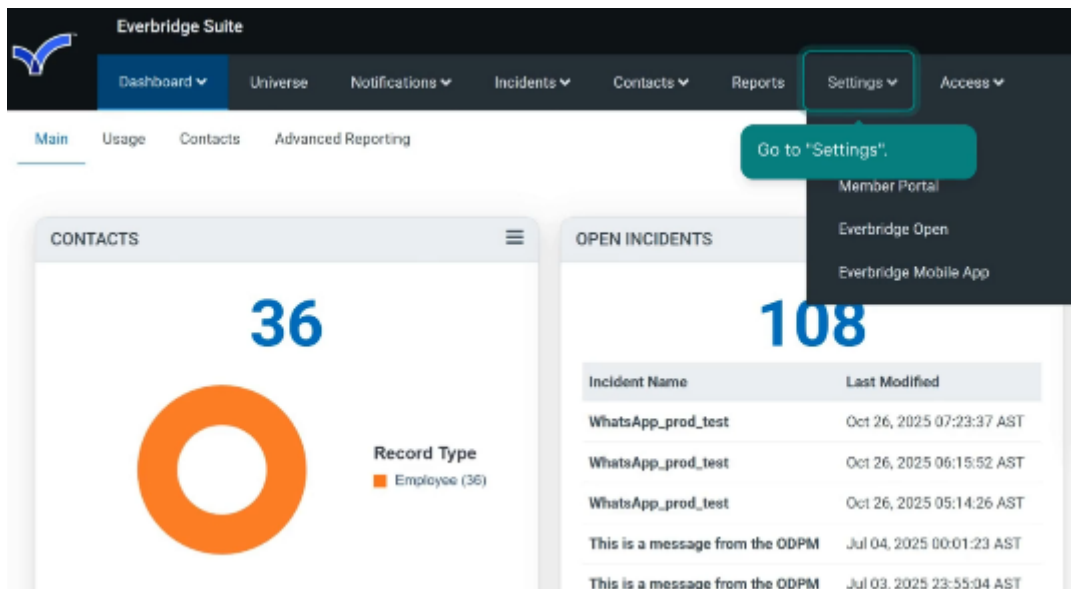 Everbridge Suite
Dashboard Universe Notifications Incidents Contacts Reports Settings Access
Main Usage Contacts Advanced Reporting
Go to "Settings".
Member Portal
Everbridge Open
Everbridge Mobile App
CONTACTS
36
Record Type
Employee (36)
OPEN INCIDENTS
108
Incident Name Last Modified
WhatsApp_prod_test Oct 26, 2025 07:23:37 AST
WhatsApp_prod_test Oct 26, 2025 06:15:52 AST
WhatsApp_prod_test Oct 26, 2025 05:14:26 AST
This is a message from the ODPM Jul 04, 2025 00:01:23 AST
This is a message from the ODPM Jul 03, 2025 23:55:04 AST